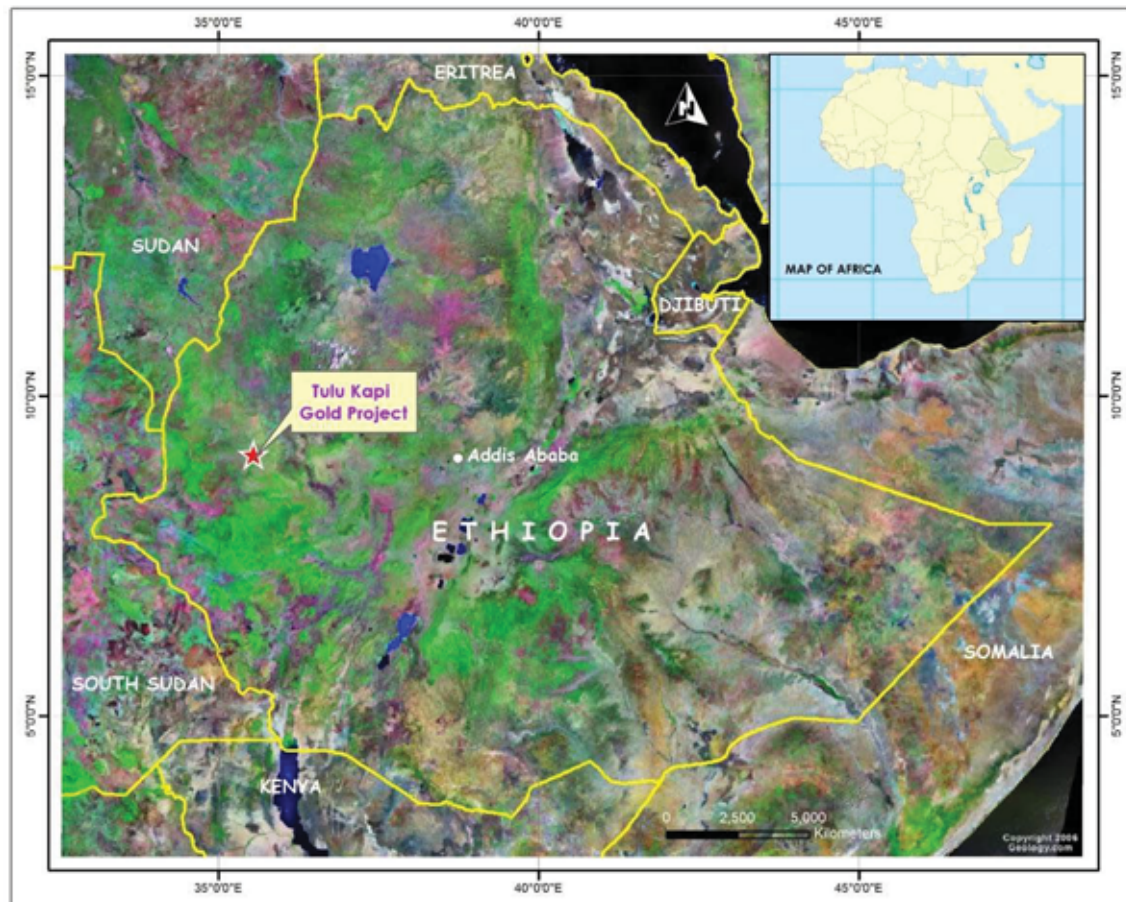 35°0'0"E 40°0'0"E 45°0'0"E
15°0'0"N 15°0'0"N
ERITREA
N
SUDAN
MAP OF AFRICA
DJIBUTI
10°0'0"N 10°0'0"N
Tulu Kapi
Gold Project
Addis Ababa
ETHIOPIA
SOMALIA
SOUTH SUDAN
5°0'0"N 5°0'0"N
KENYA
0 2,500 5,000
Kilometers
Copyright 2006
Geology.com
35°0'0"E 40°0'0"E 45°0'0"E